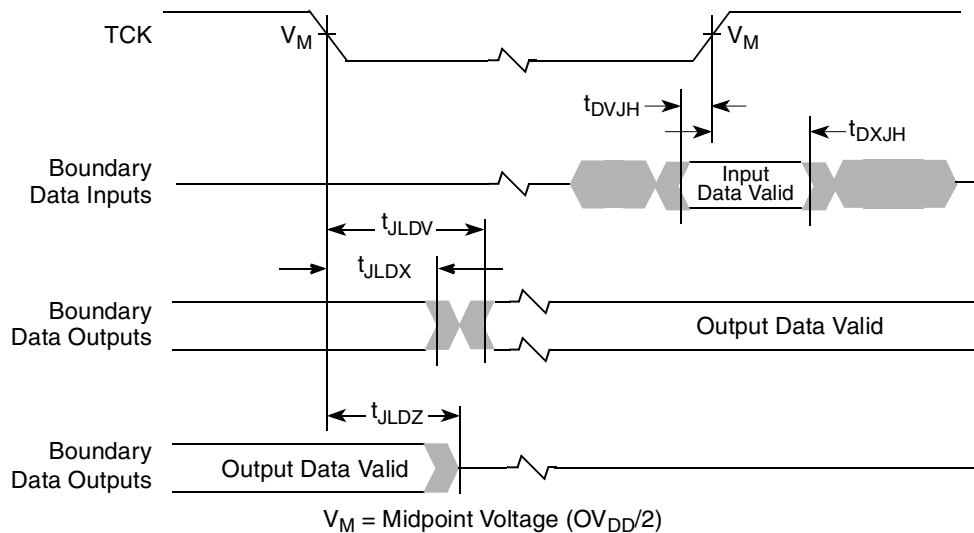 TCK
VM
VM
tDVJH
tDXJH
Boundary
Data Inputs
Input
Data Valid
tJLDV
tJLDX
Boundary
Data Outputs
Output Data Valid
tJLDZ
Boundary
Data Outputs
Output Data Valid
VM = Midpoint Voltage (OVDD/2)